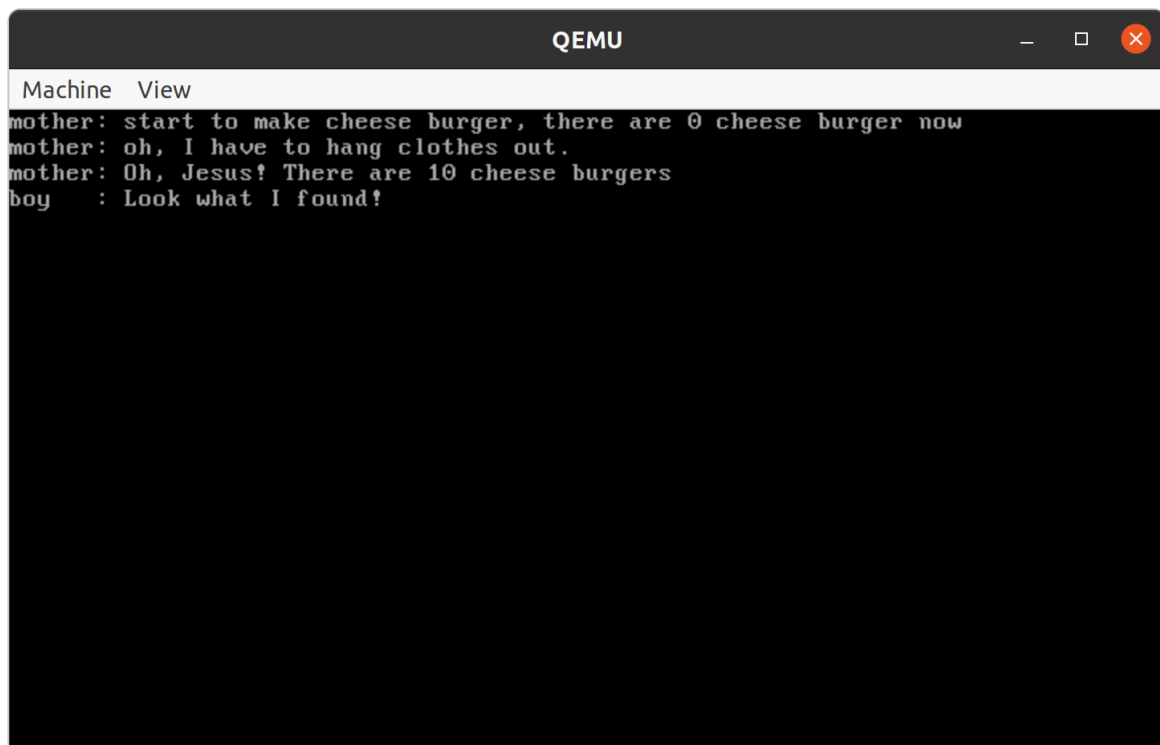 QEMU
Machine View
mother: start to make cheese burger, there are 0 cheese burger now
mother: oh, I have to hang clothes out.
mother: Oh, Jesus! There are 10 cheese burgers
boy   : Look what I found!